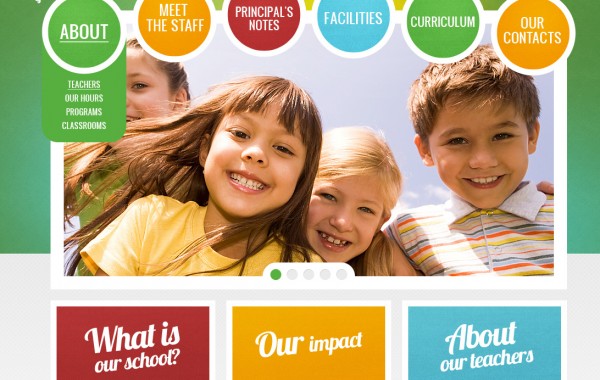 ABOUT
MEET
THE STAFF
PRINCIPAL'S
NOTES
FACILITIES
CURRICULUM
OUR
CONTACTS
TEACHERS
OUR HOURS
PROGRAMS
CLASSROOMS
What is
our school?
Our impact
About
our teachers